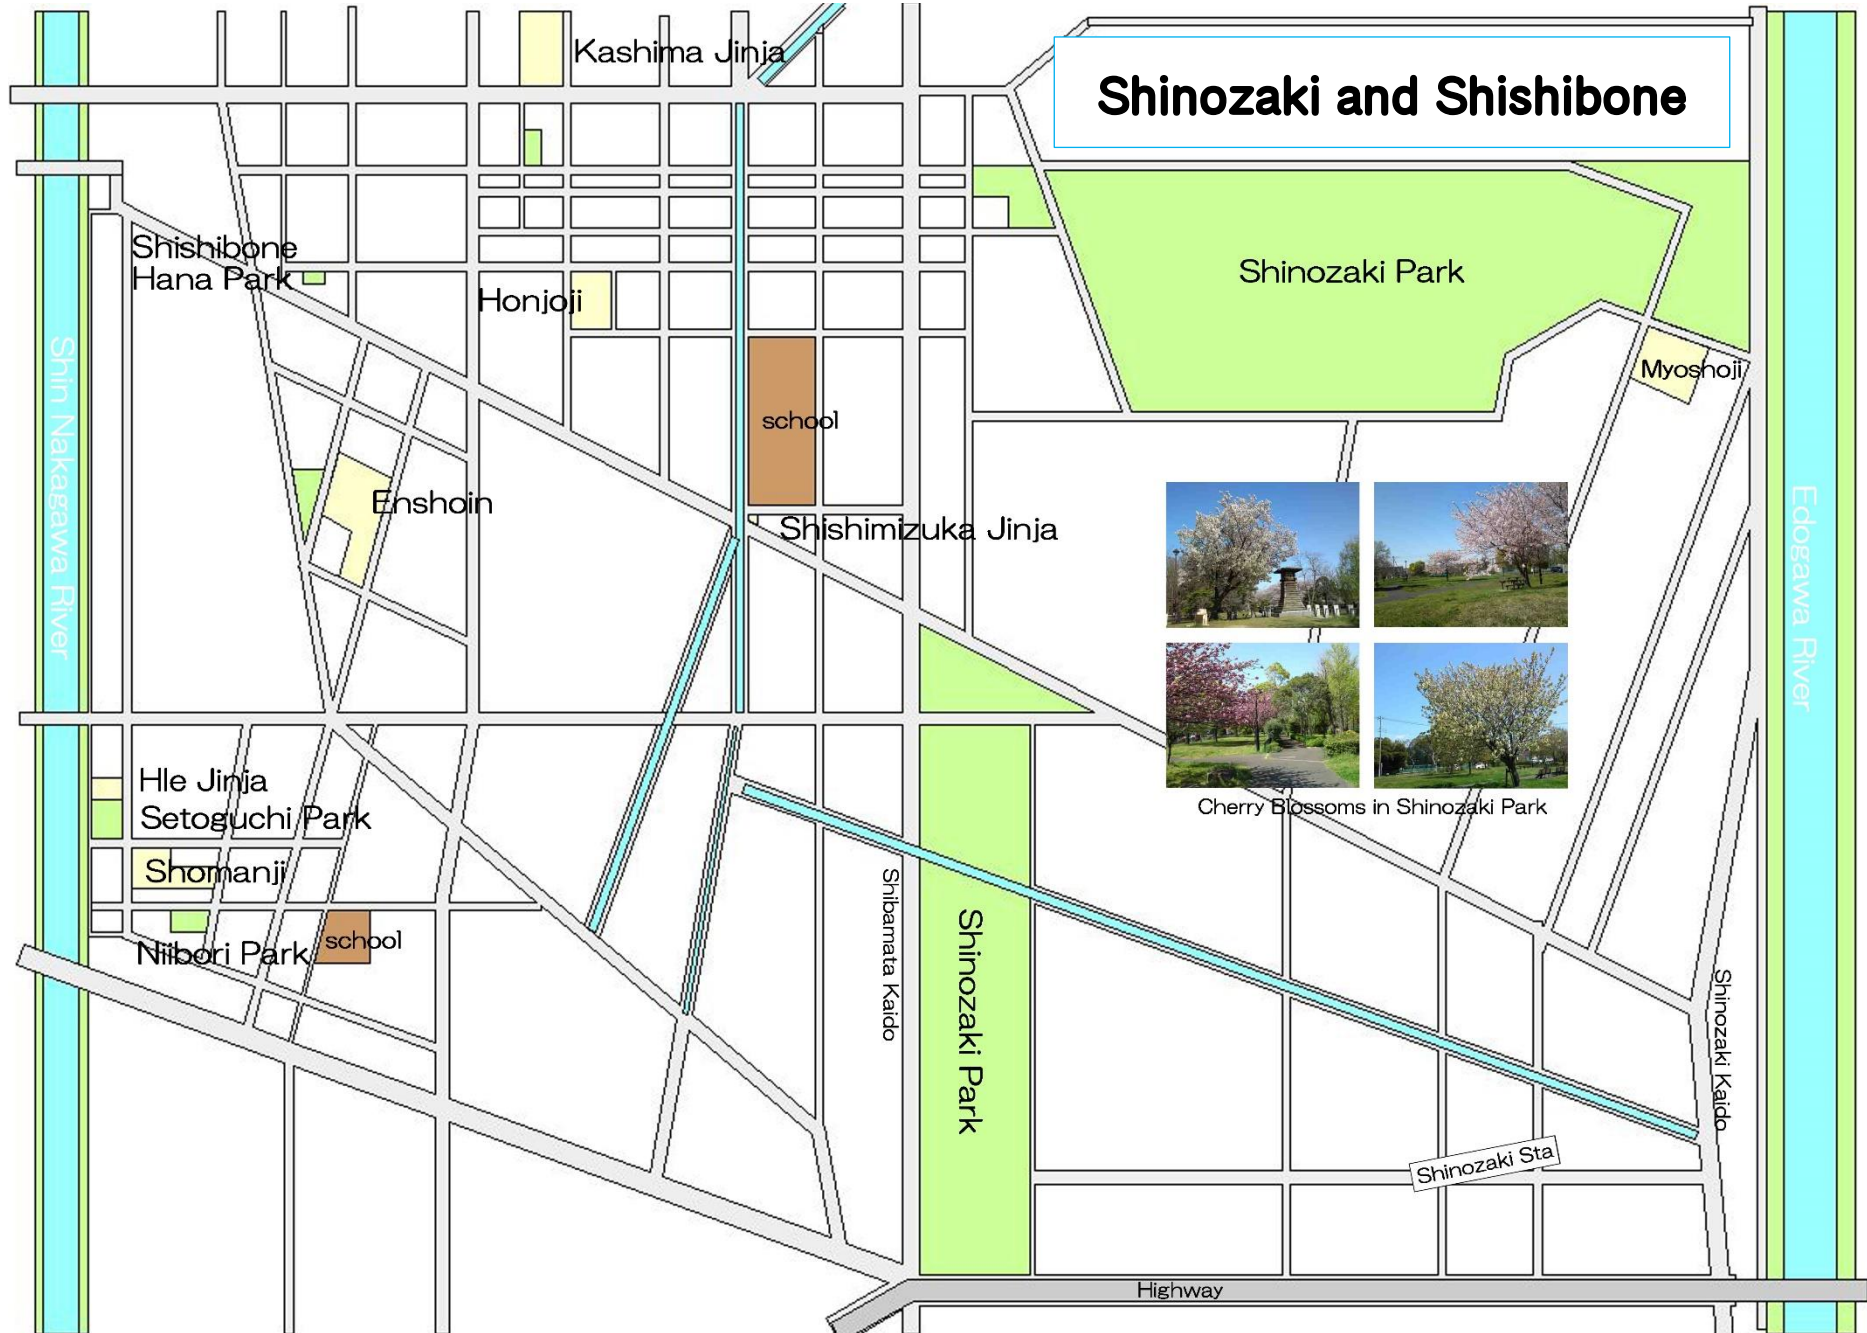 Kashima Jinja
Shinozaki and Shishibone
Shishibone
Hana Park
Honjoji
Shinozaki Park
Myoshoji
Shin Nakagawa River
school
Enshoin
Shishimizuka Jinja
Edogawa River
HIe Jinja
Setoguchi Park
Cherry Blossoms in Shinozaki Park
Shomanji
Shibamata Kaido
Shinozaki Park
Niibori Park
school
Shinozaki Kaido
Shinozaki Sta
Highway